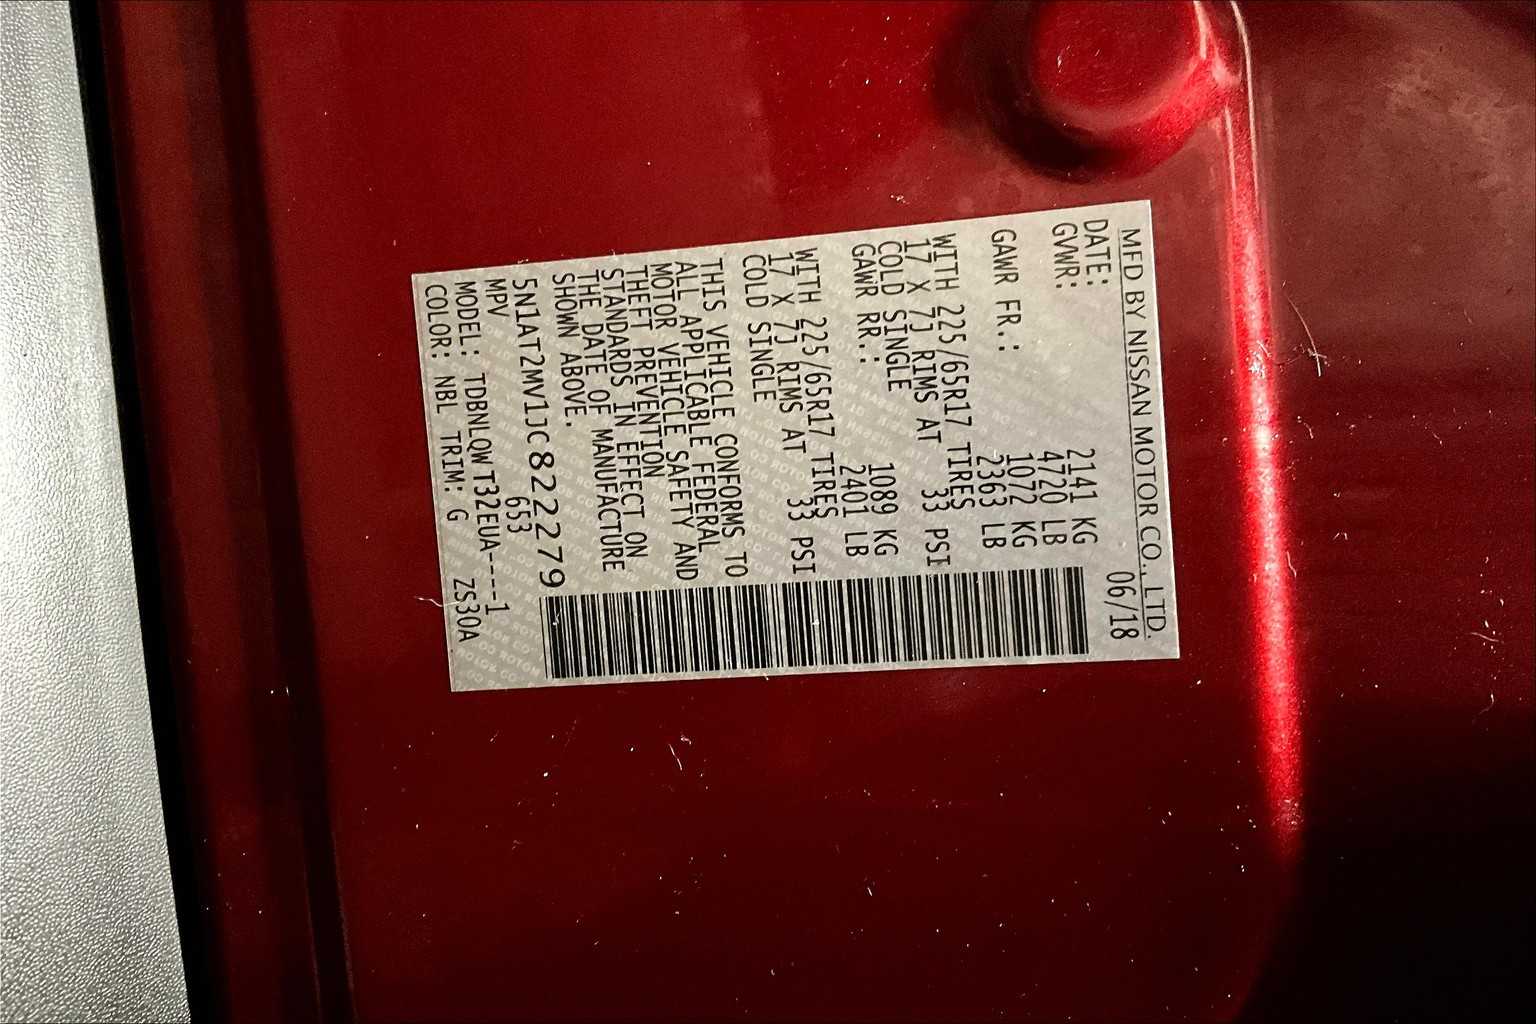 MFD BY NISSAN MOTOR CO., LTD.
DATE: 06/18
GVWR: 2141 KG
4720 LB
GAWR FR.: 1072 KG
2363 LB
WITH 225/65R17 TIRES
17 X 7J RIMS AT 33 PSI
COLD SINGLE
GAWR RR.: 1089 KG
2401 LB
WITH 225/65R17 TIRES
17 X 7J RIMS AT 33 PSI
COLD SINGLE
THIS VEHICLE CONFORMS TO
ALL APPLICABLE FEDERAL
MOTOR VEHICLE SAFETY AND
THEFT PREVENTION
STANDARDS IN EFFECT ON
THE DATE OF MANUFACTURE
SHOWN ABOVE.
5N1AT2MV1JC822279
MPV 653
MODEL: TDBNLQWT32EUA----1
COLOR: NBL TRIM: G ZS30A